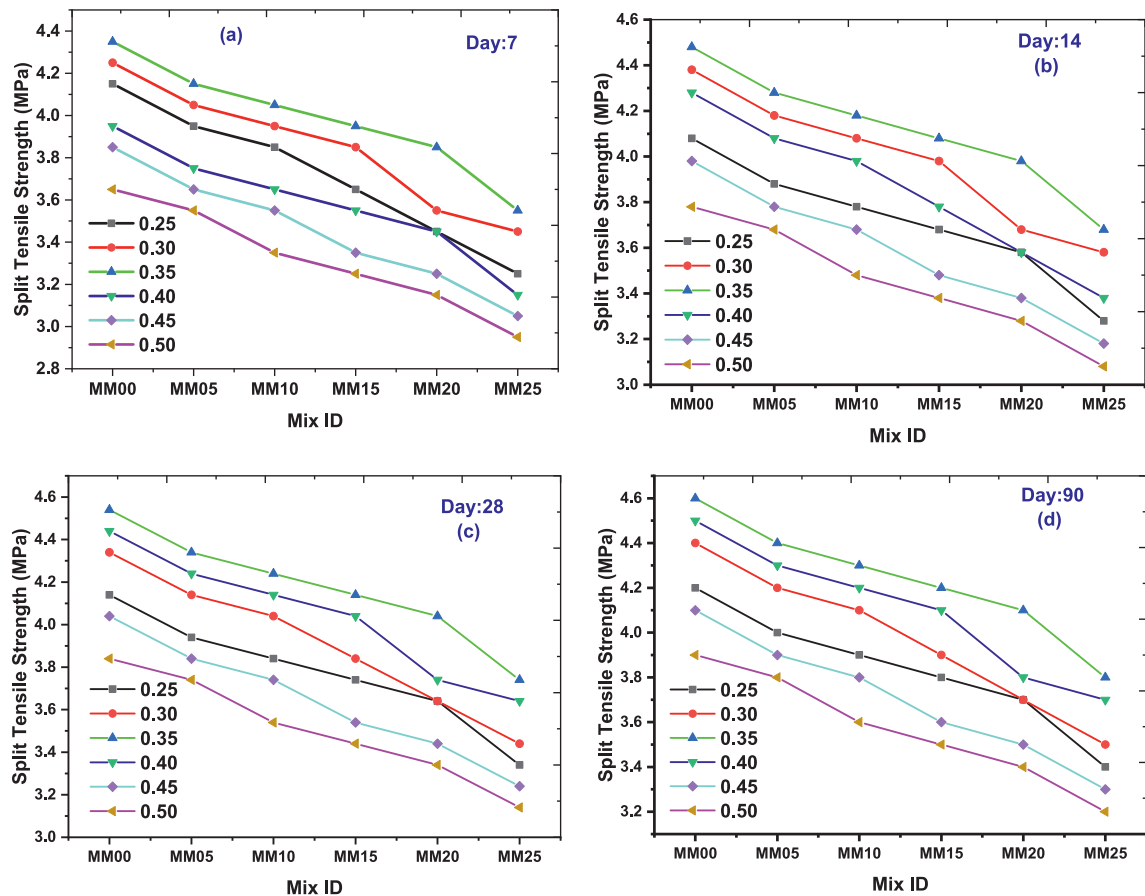 (a)
Day:7
4.4
4.2
4.0
3.8
3.6
3.4
3.2
3.0
2.8
Split Tensile Strength (MPa)
0.25
0.30
0.35
0.40
0.45
0.50
MM00 MM05 MM10 MM15 MM20 MM25
Mix ID
Day:14
(b)
4.6
4.4
4.2
4.0
3.8
3.6
3.4
3.2
3.0
Split Tensile Strength (MPa)
0.25
0.30
0.35
0.40
0.45
0.50
MM00 MM05 MM10 MM15 MM20 MM25
Mix ID
Day:28
(c)
4.6
4.4
4.2
4.0
3.8
3.6
3.4
3.2
3.0
Split Tensile Strength (MPa)
0.25
0.30
0.35
0.40
0.45
0.50
MM00 MM05 MM10 MM15 MM20 MM25
Mix ID
Day:90
(d)
4.6
4.4
4.2
4.0
3.8
3.6
3.4
3.2
Split Tensile Strength (MPa)
0.25
0.30
0.35
0.40
0.45
0.50
MM00 MM05 MM10 MM15 MM20 MM25
Mix ID